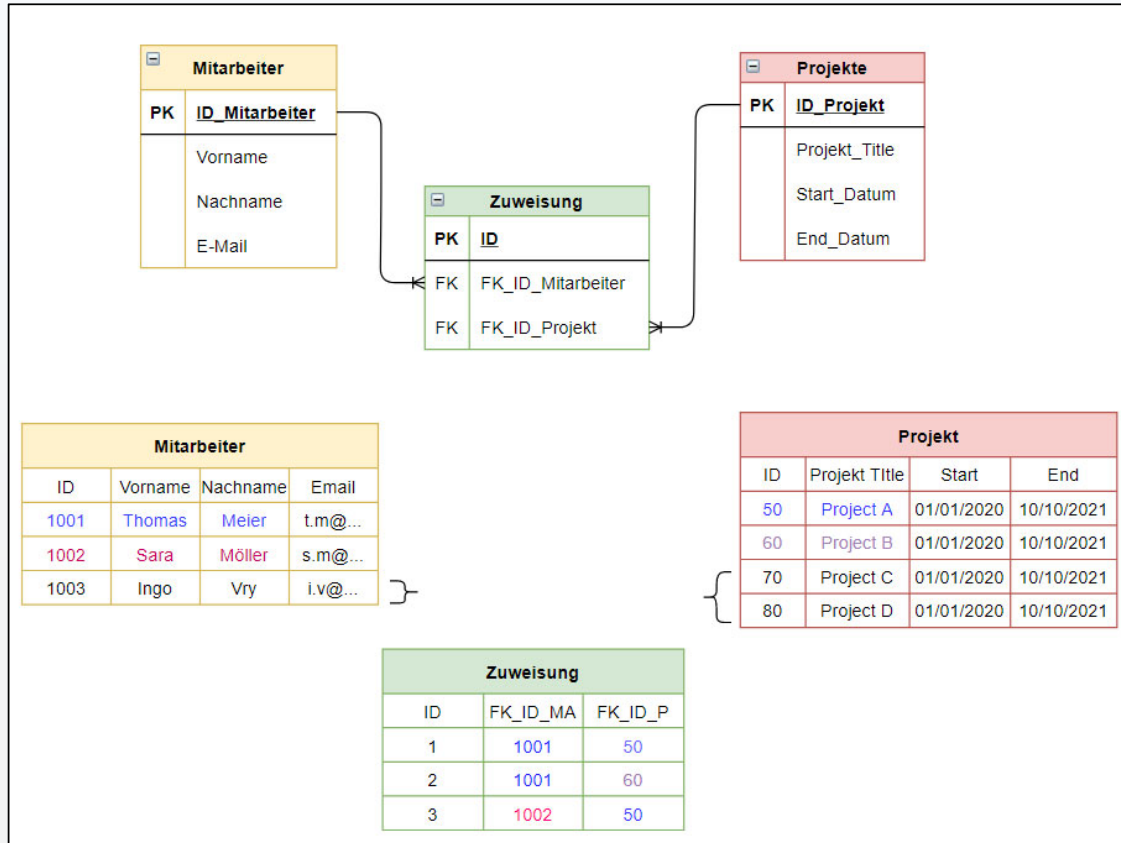 Mitarbeiter
PK ID_Mitarbeiter
Vorname
Nachname
E-Mail
Projekte
PK ID_Projekt
Projekt_Title
Start_Datum
End_Datum
Zuweisung
PK ID
FK FK_ID_Mitarbeiter
FK FK_ID_Projekt
Mitarbeiter
ID Vorname Nachname Email
1001 Thomas Meier t.m@...
1002 Sara Möller s.m@...
1003 Ingo Vry i.v@...
Projekt
ID Projekt TItle Start End
50 Project A 01/01/2020 10/10/2021
60 Project B 01/01/2020 10/10/2021
70 Project C 01/01/2020 10/10/2021
80 Project D 01/01/2020 10/10/2021
Zuweisung
ID FK_ID_MA FK_ID_P
1 1001 50
2 1001 60
3 1002 50